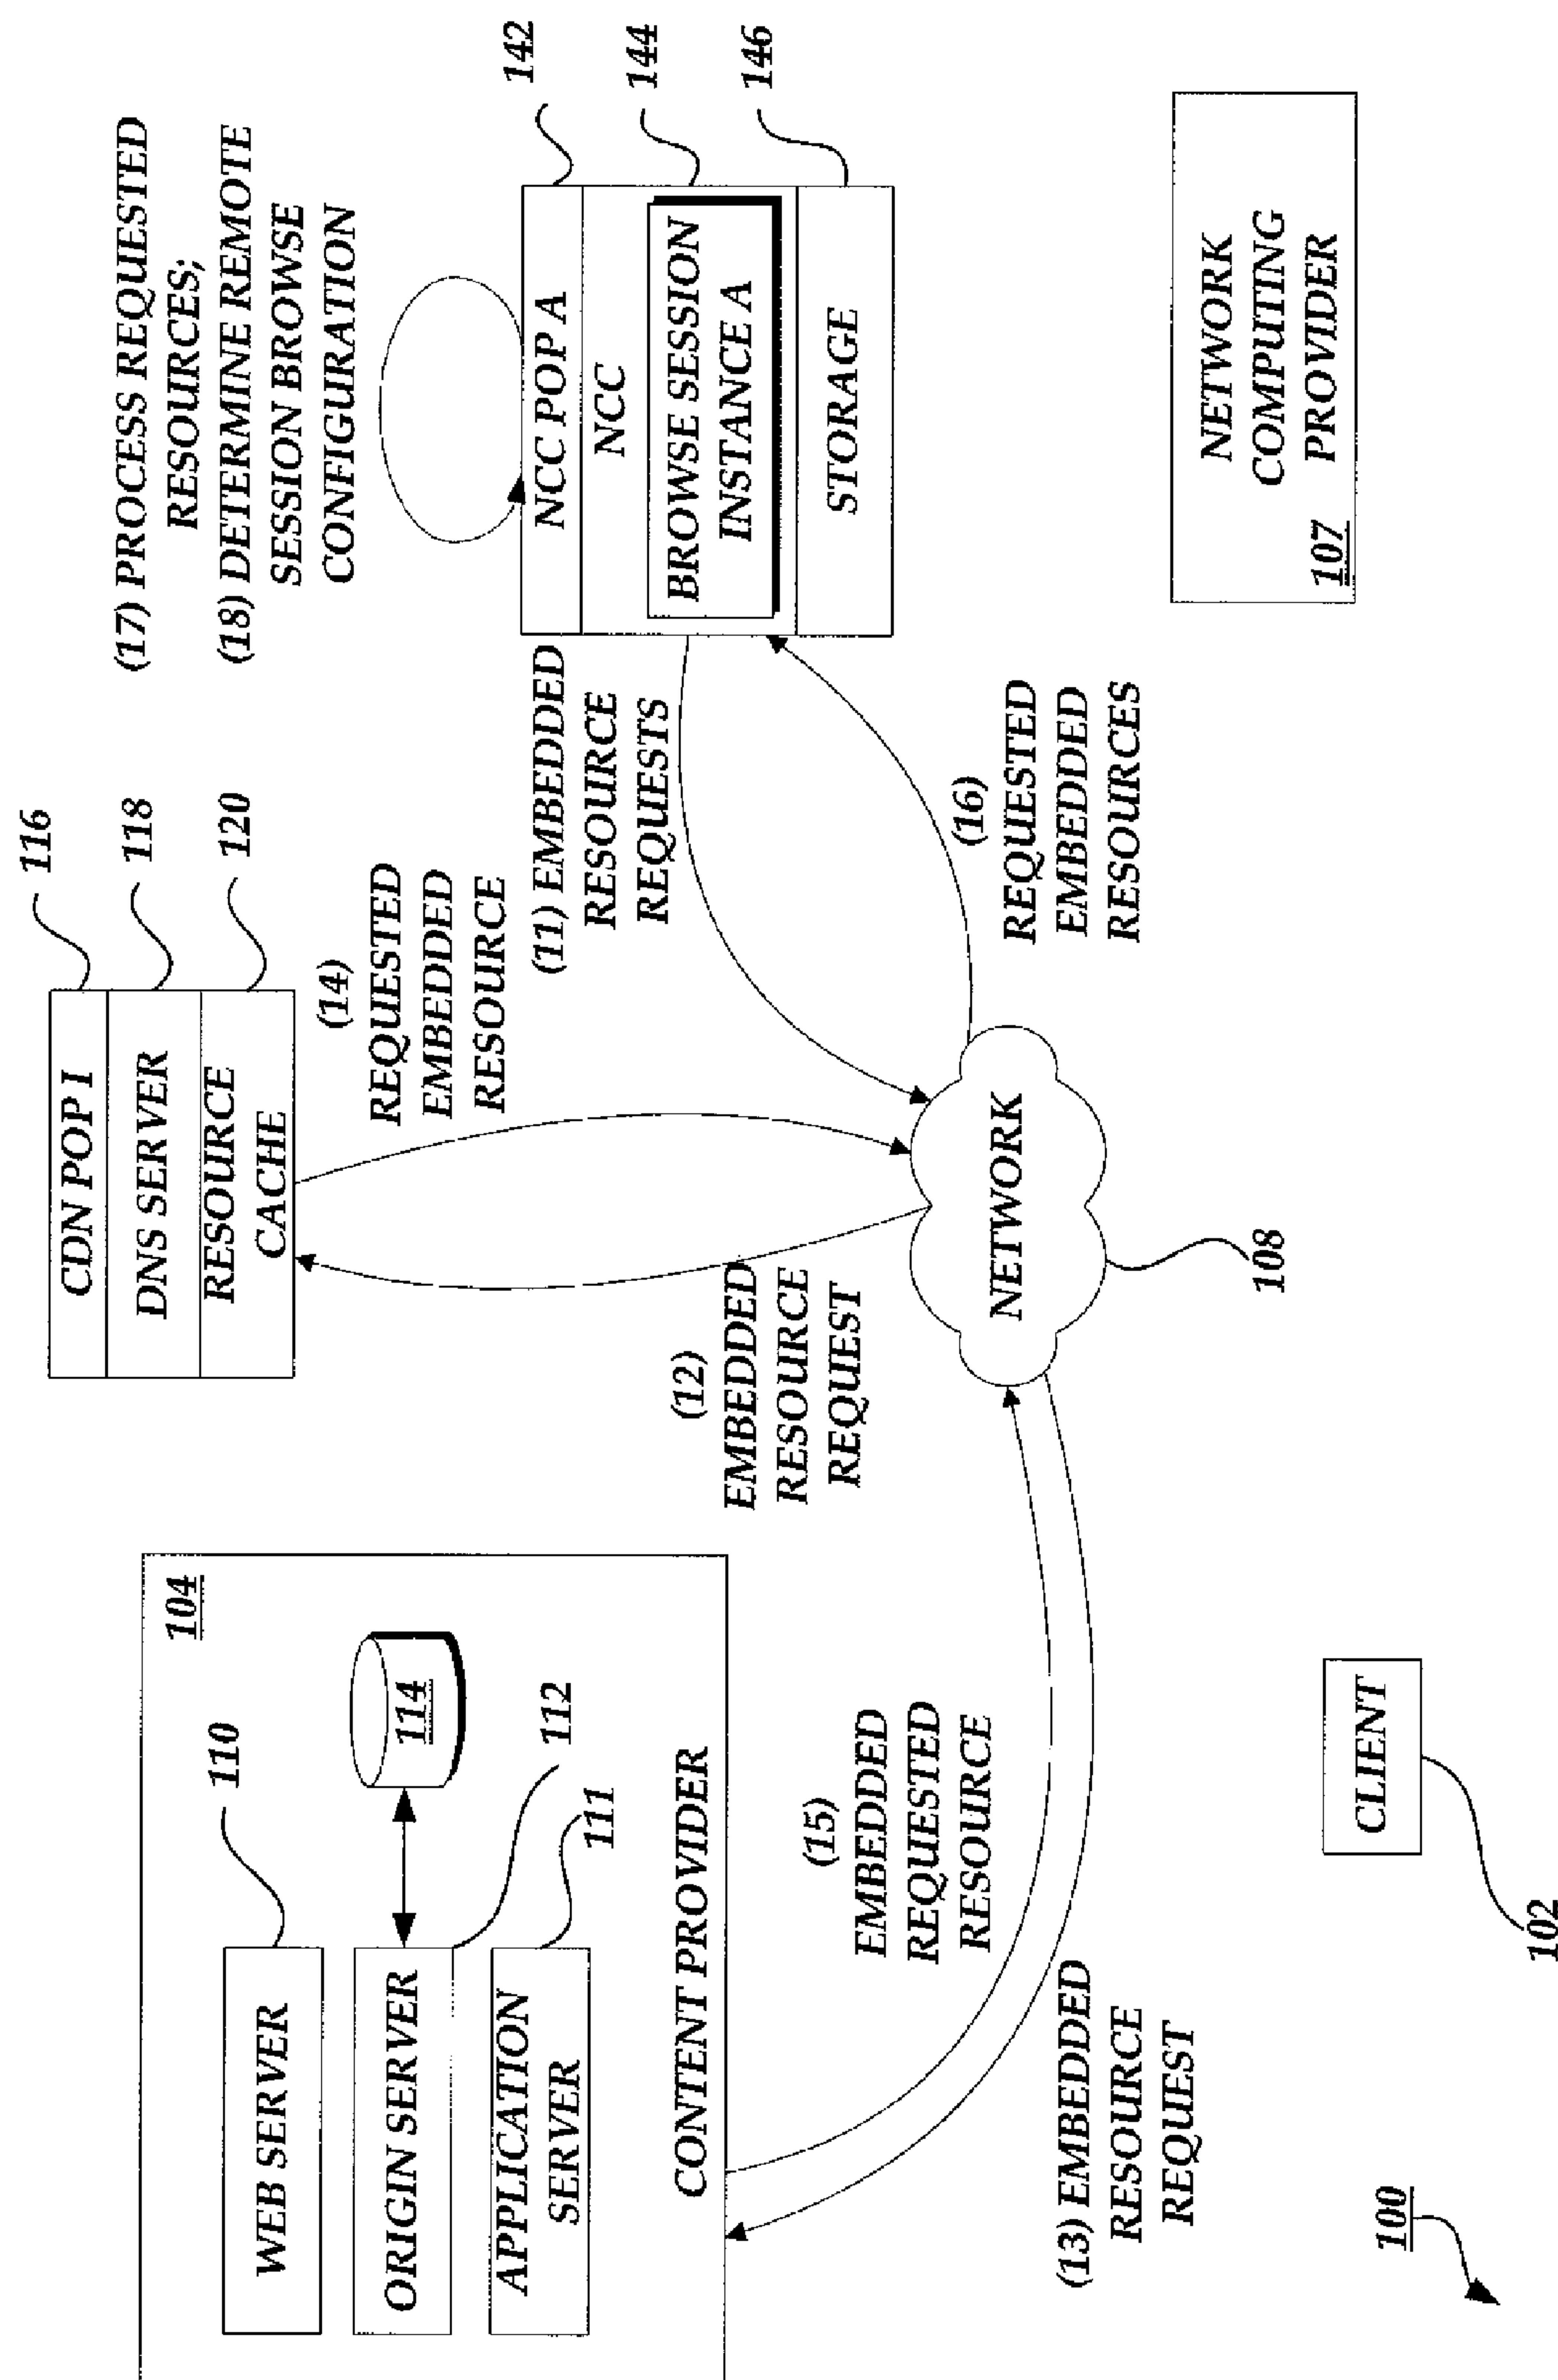 104
WEB SERVER
110
ORIGIN SERVER
114
112
APPLICATION
SERVER
111
CONTENT PROVIDER
CDN POP I
116
DNS SERVER
118
RESOURCE
CACHE
120
(17) PROCESS REQUESTED
RESOURCES;
(18) DETERMINE REMOTE
SESSION BROWSE
CONFIGURATION
NCC POP A
142
NCC
BROWSE SESSION
INSTANCE A
144
STORAGE
146
(14)
REQUESTED
EMBEDDED
RESOURCE
(11) EMBEDDED
RESOURCE
REQUESTS
(12)
EMBEDDED
RESOURCE
REQUEST
(16)
REQUESTED
EMBEDDED
RESOURCES
(15)
EMBEDDED
REQUESTED
RESOURCE
NETWORK
108
(13) EMBEDDED
RESOURCE
REQUEST
NETWORK
COMPUTING
PROVIDER
107
CLIENT
102
100